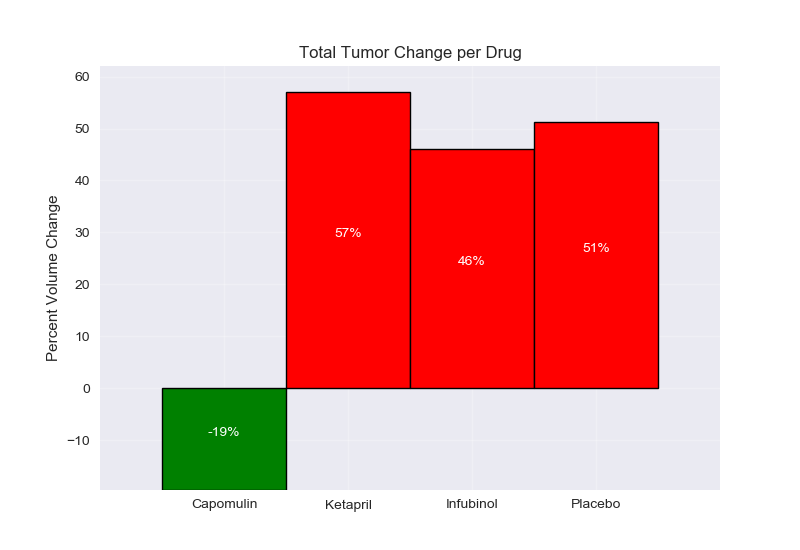 Total Tumor Change per Drug
Percent Volume Change
60
50
40
30
20
10
0
−10
57%
46%
51%
-19%
Capomulin
Ketapril
Infubinol
Placebo